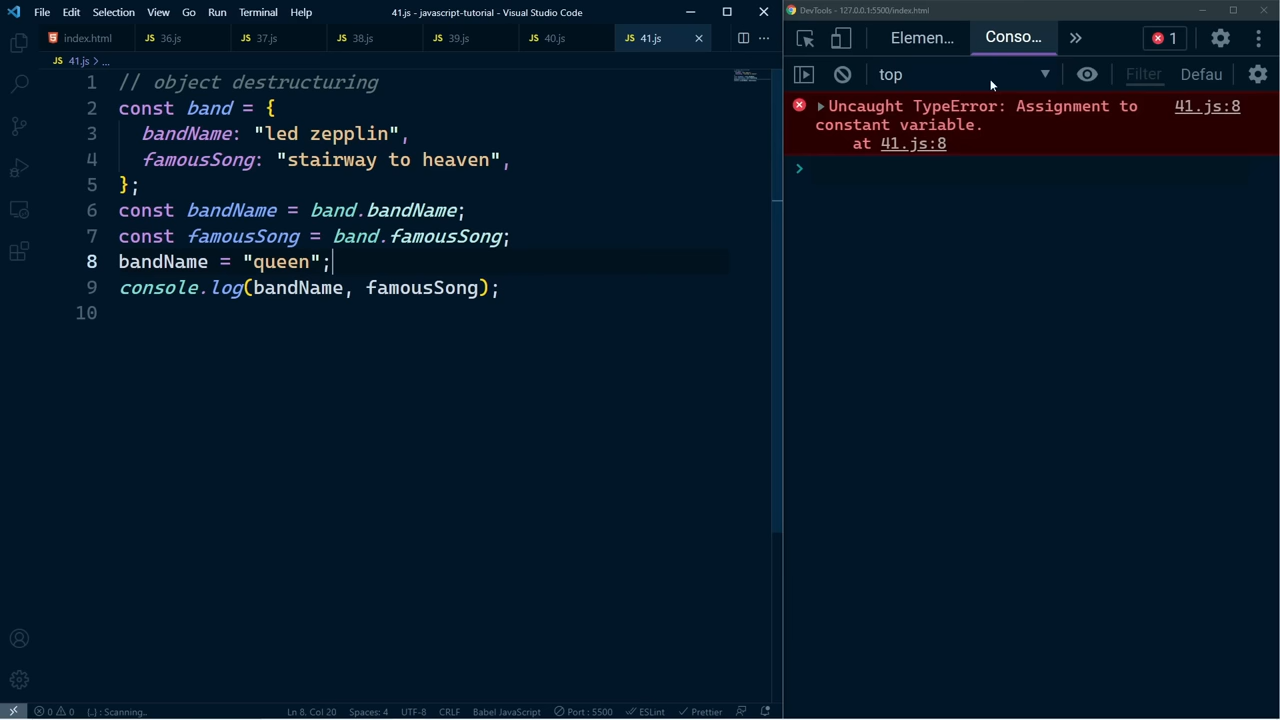 File Edit Selection View Go Run Terminal Help
41.js - javascript-tutorial - Visual Studio Code
index.html
JS 36.js
JS 37.js
JS 38.js
JS 39.js
JS 40.js
JS 41.js
JS 41.js > ...
1 // object destructuring
2 const band = {
3 bandName: "led zepplin",
4 famousSong: "stairway to heaven",
5 };
6 const bandName = band.bandName;
7 const famousSong = band.famousSong;
8 bandName = "queen";
9 console.log(bandName, famousSong);
10
0 0 {..} : Scanning.. Ln 8, Col 20 Spaces: 4 UTF-8 CRLF Babel JavaScript Port : 5500 ESLint Prettier
DevTools - 127.0.0.1:5500/index.html
Elemen... Conso... 1
top Filter Defau
Uncaught TypeError: Assignment to 41.js:8
constant variable.
at 41.js:8